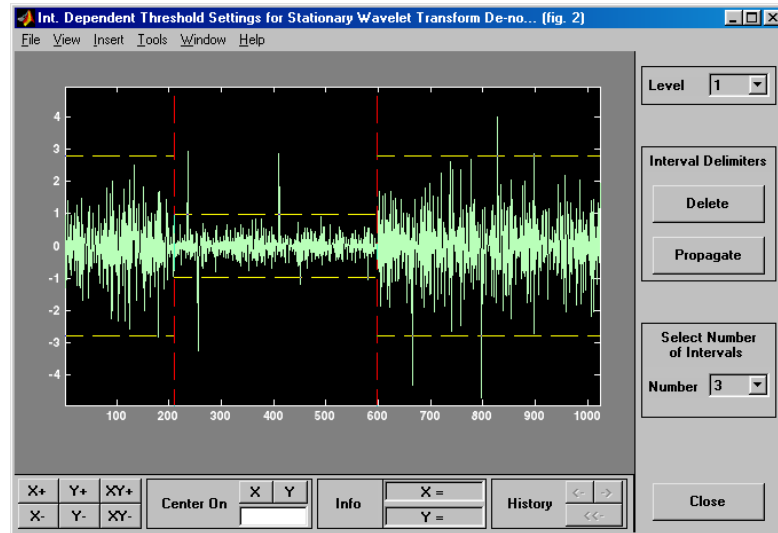 Int. Dependent Threshold Settings for Stationary Wavelet Transform De-no... (fig. 2)
File View Insert Tools Window Help
Level 1
4
3
2
1
0
-1
-2
-3
-4
100 200 300 400 500 600 700 800 900 1000
Interval Delimiters
Delete
Propagate
Select Number
of Intervals
Number 3
X+ Y+ XY+
X- Y- XY-
Center On X Y
Info X =
Y =
History <- ->
<<-
Close